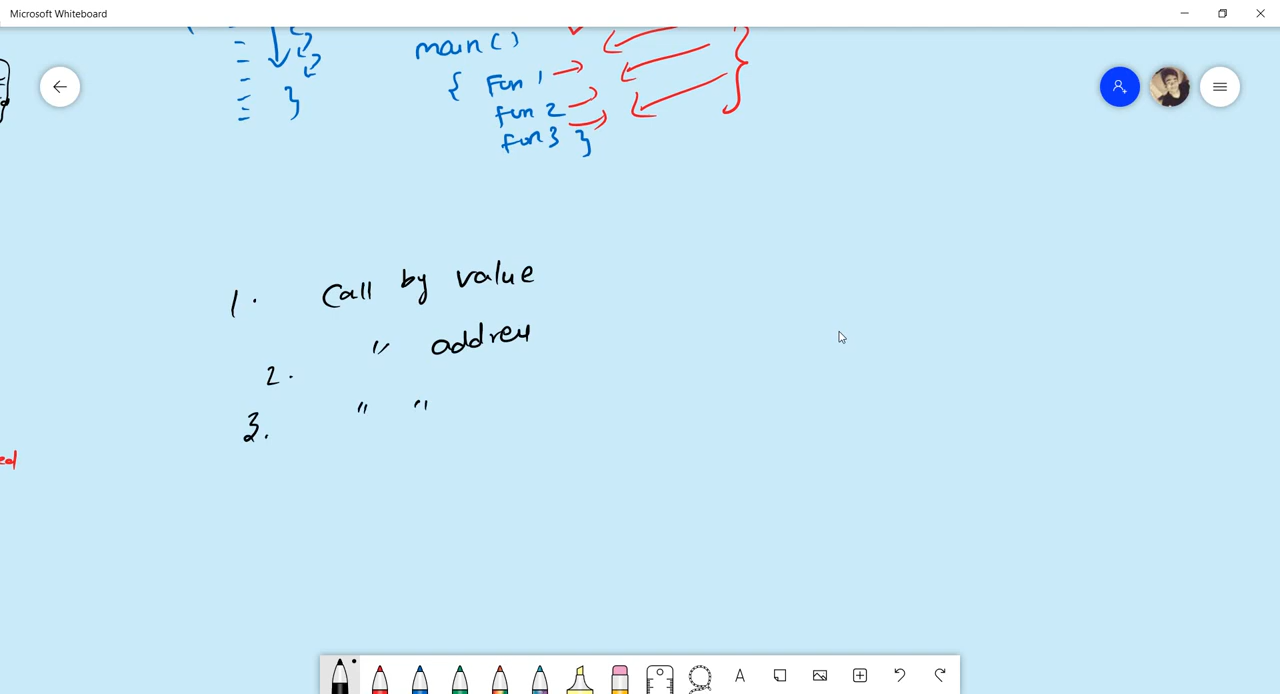 Microsoft Whiteboard
main()
{ Fun 1
fun 2
fun 3 }
}
1. Call by value
2. " address
3. " "
A